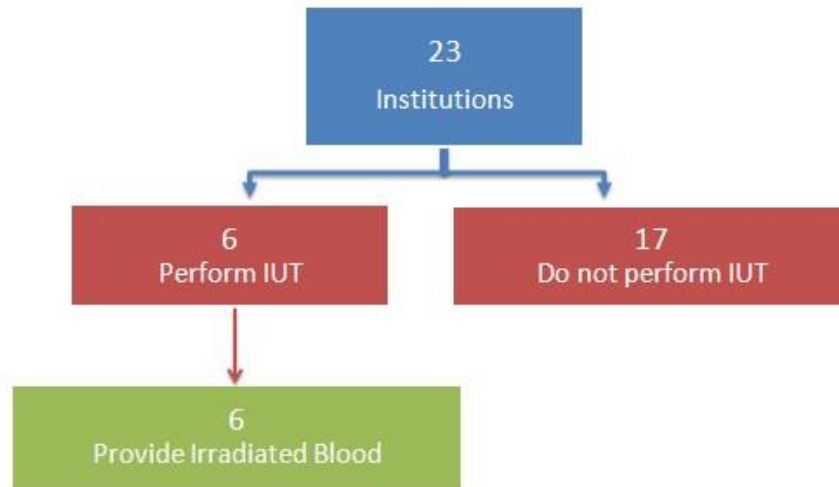 23
Institutions
6
Perform IUT
17
Do not perform IUT
6
Provide Irradiated Blood